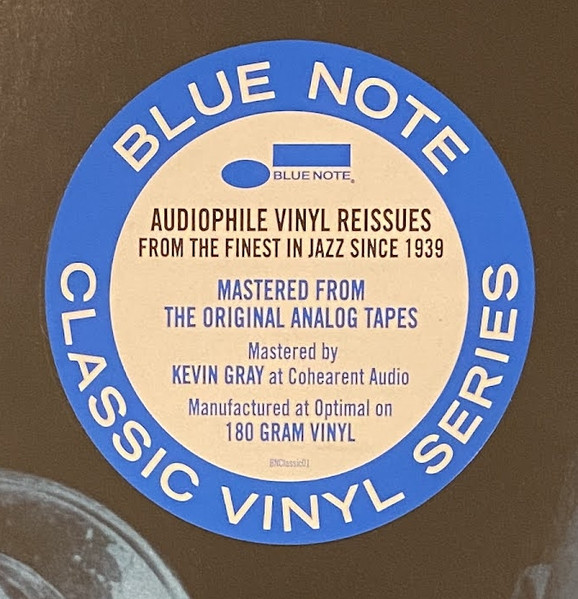 BLUE NOTE
BLUE NOTE®
AUDIOPHILE VINYL REISSUES
FROM THE FINEST IN JAZZ SINCE 1939
MASTERED FROM
THE ORIGINAL ANALOG TAPES
Mastered by
KEVIN GRAY at Cohearent Audio
Manufactured at Optimal on
180 GRAM VINYL
BNClassic01
CLASSIC VINYL SERIES